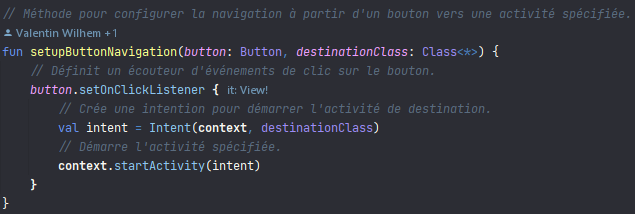 // Méthode pour configurer la navigation à partir d'un bouton vers une activité spécifiée.
Valentin Wilhem +1
fun setupButtonNavigation(button: Button, destinationClass: Class<*>) {
// Définit un écouteur d'événements de clic sur le bouton.
button.setOnClickListener { it: View!
// Crée une intention pour démarrer l'activité de destination.
val intent = Intent(context, destinationClass)
// Démarre l'activité spécifiée.
context.startActivity(intent)
}
}